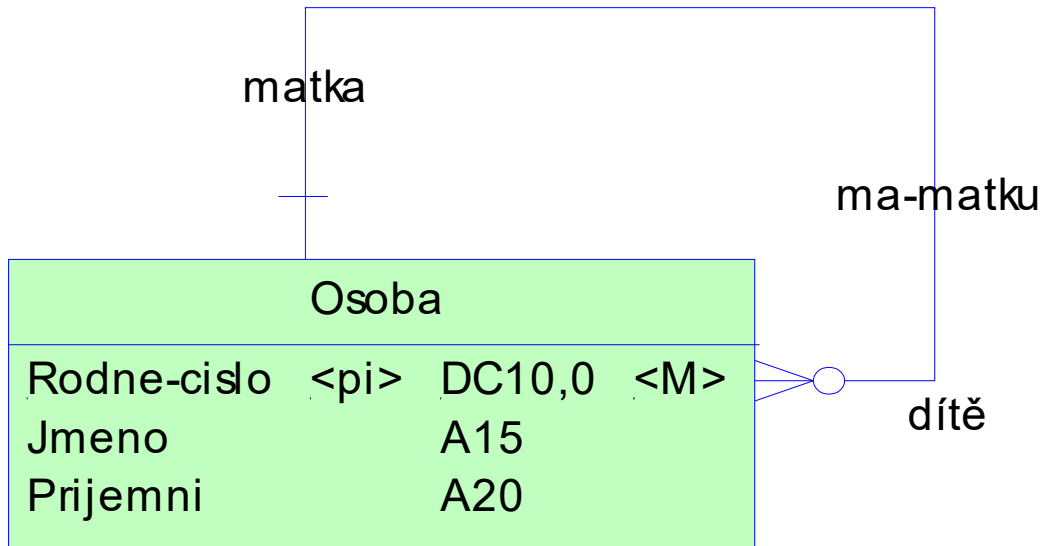 matka
ma-matku
Osoba
Rodne-cislo <pi> DC10,0 <M>
dítě
Jmeno A15
Prijemni A20